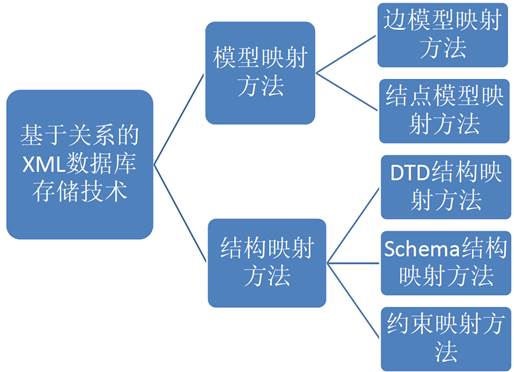 基于关系的
XML数据库
存储技术
模型映射
方法
边模型映射
方法
结点模型映
射方法
结构映射
方法
DTD结构映
射方法
Schema结构
映射方法
约束映射方
法